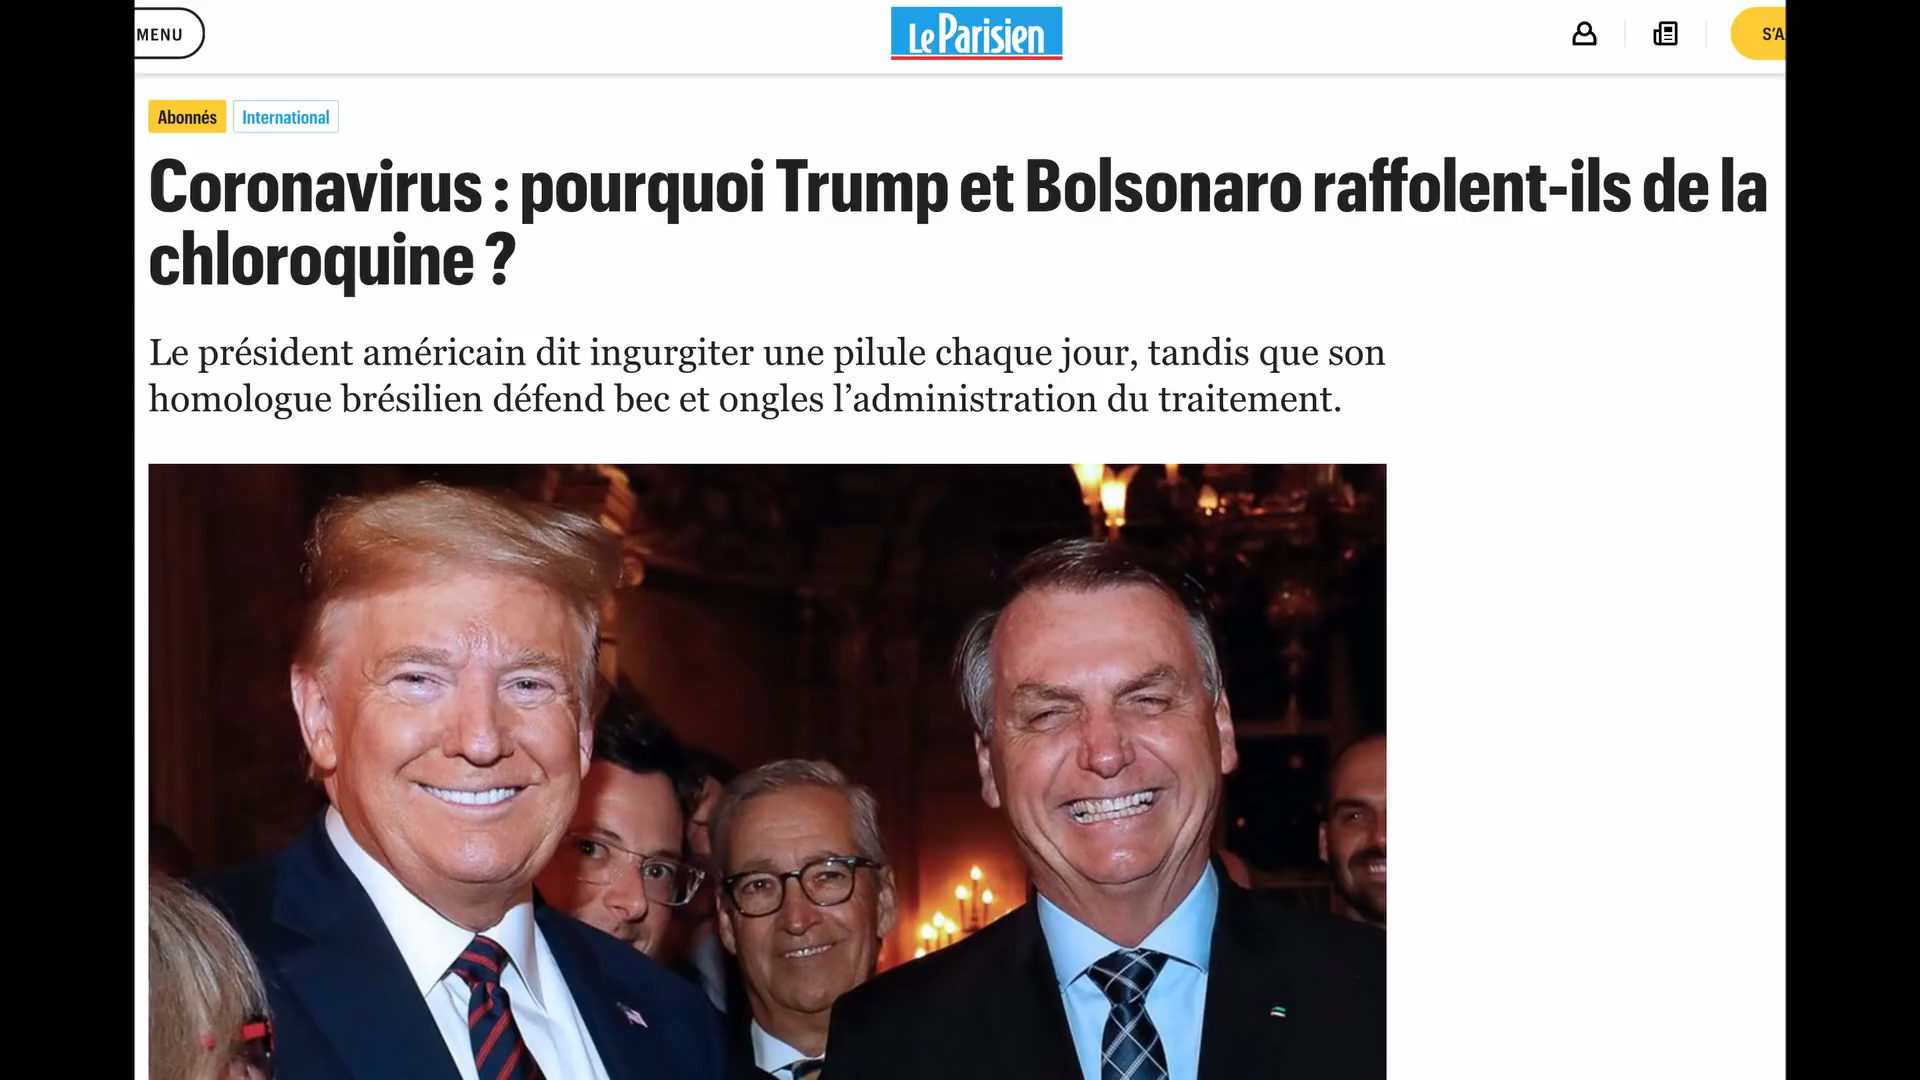 MENU
Le Parisien
S'A
Abonnés
International
Coronavirus : pourquoi Trump et Bolsonaro raffolent-ils de la
chloroquine ?
Le président américain dit ingurgiter une pilule chaque jour, tandis que son
homologue brésilien défend bec et ongles l’administration du traitement.